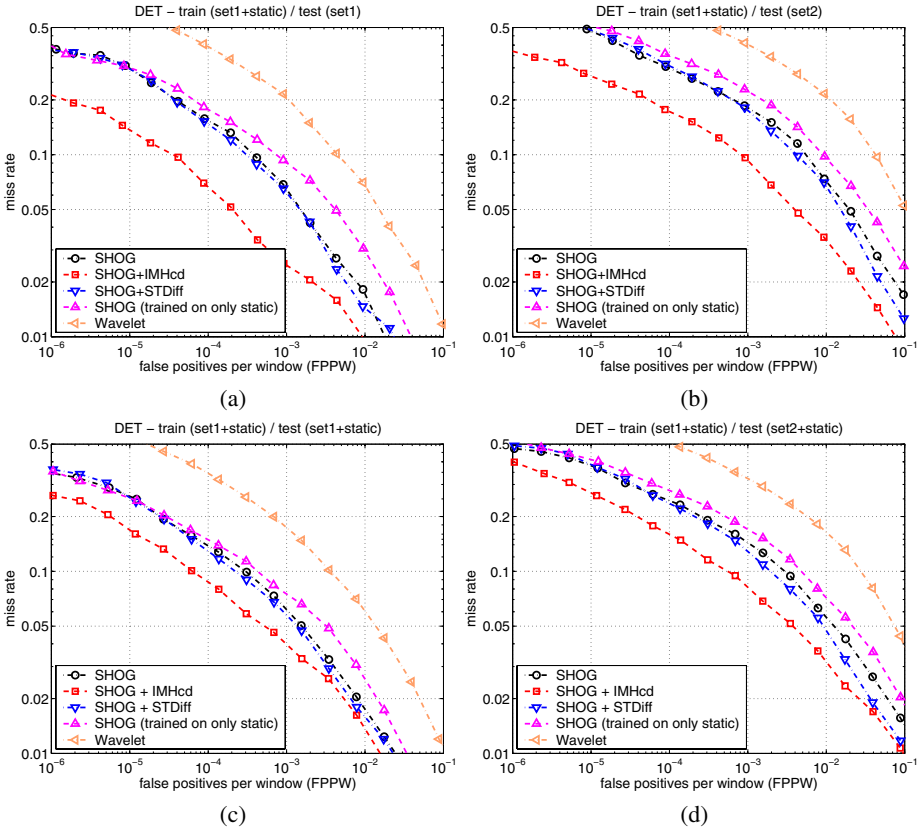 DET − train (set1+static) / test (set1)
0.5
0.2
0.1
0.05
0.02
0.01
miss rate
SHOG
SHOG+IMHcd
SHOG+STDiff
SHOG (trained on only static)
Wavelet
10−6 10−5 10−4 10−3 10−2 10−1
false positives per window (FPPW)
(a)
DET − train (set1+static) / test (set2)
0.5
0.2
0.1
0.05
0.02
0.01
miss rate
SHOG
SHOG+IMHcd
SHOG+STDiff
SHOG (trained on only static)
Wavelet
10−6 10−5 10−4 10−3 10−2 10−1
false positives per window (FPPW)
(b)
DET − train (set1+static) / test (set1+static)
0.5
0.2
0.1
0.05
0.02
0.01
miss rate
SHOG
SHOG + IMHcd
SHOG + STDiff
SHOG (trained on only static)
Wavelet
10−6 10−5 10−4 10−3 10−2 10−1
false positives per window (FPPW)
(c)
DET − train (set1+static) / test (set2+static)
0.5
0.2
0.1
0.05
0.02
0.01
miss rate
SHOG
SHOG + IMHcd
SHOG + STDiff
SHOG (trained on only static)
Wavelet
10−6 10−5 10−4 10−3 10−2 10−1
false positives per window (FPPW)
(d)